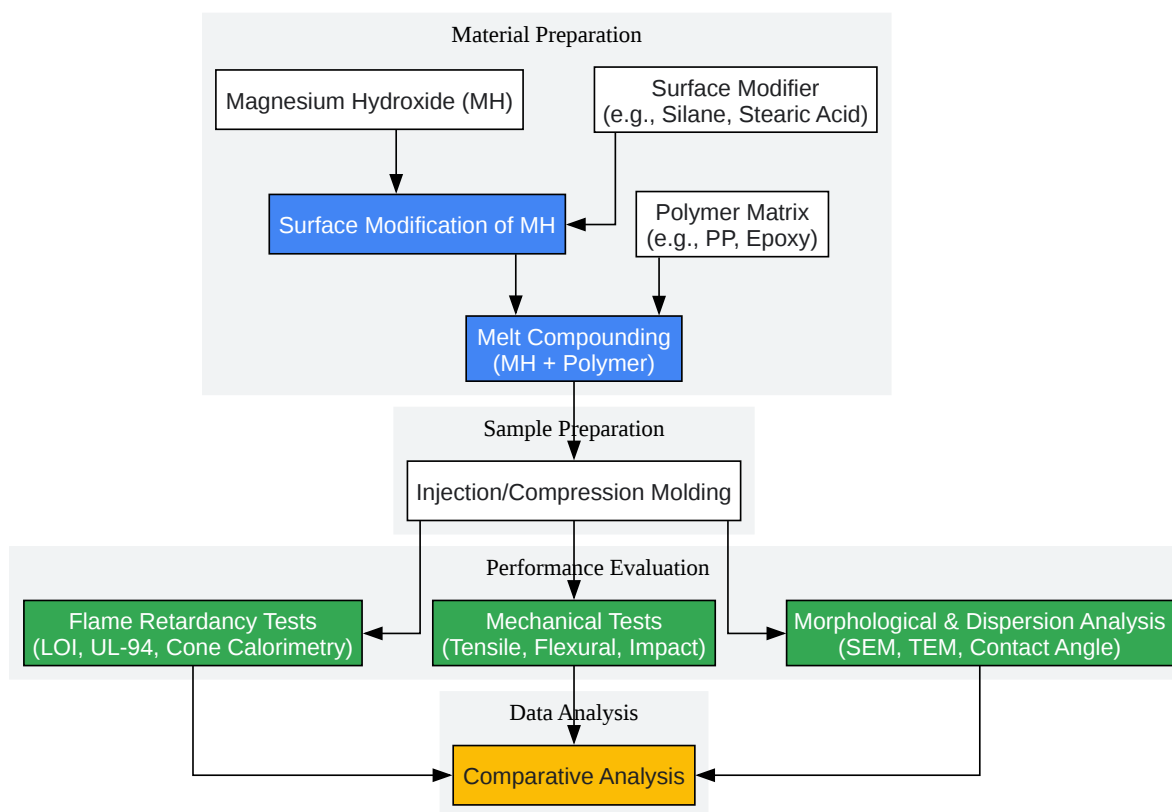 Material Preparation
Magnesium Hydroxide (MH)
Surface Modifier
(e.g., Silane, Stearic Acid)
Surface Modification of MH
Polymer Matrix
(e.g., PP, Epoxy)
Melt Compounding
(MH + Polymer)
Sample Preparation
Injection/Compression Molding
Performance Evaluation
Flame Retardancy Tests
(LOI, UL-94, Cone Calorimetry)
Mechanical Tests
(Tensile, Flexural, Impact)
Morphological & Dispersion Analysis
(SEM, TEM, Contact Angle)
Data Analysis
Comparative Analysis